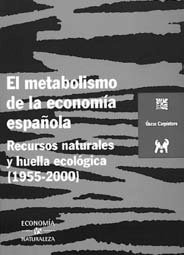 El metabolismo
de la economía
española
Recursos naturales
y huella ecológica
(1955-2000)
Óscar Carpintero
ECONOMÍA
&
NATURALEZA